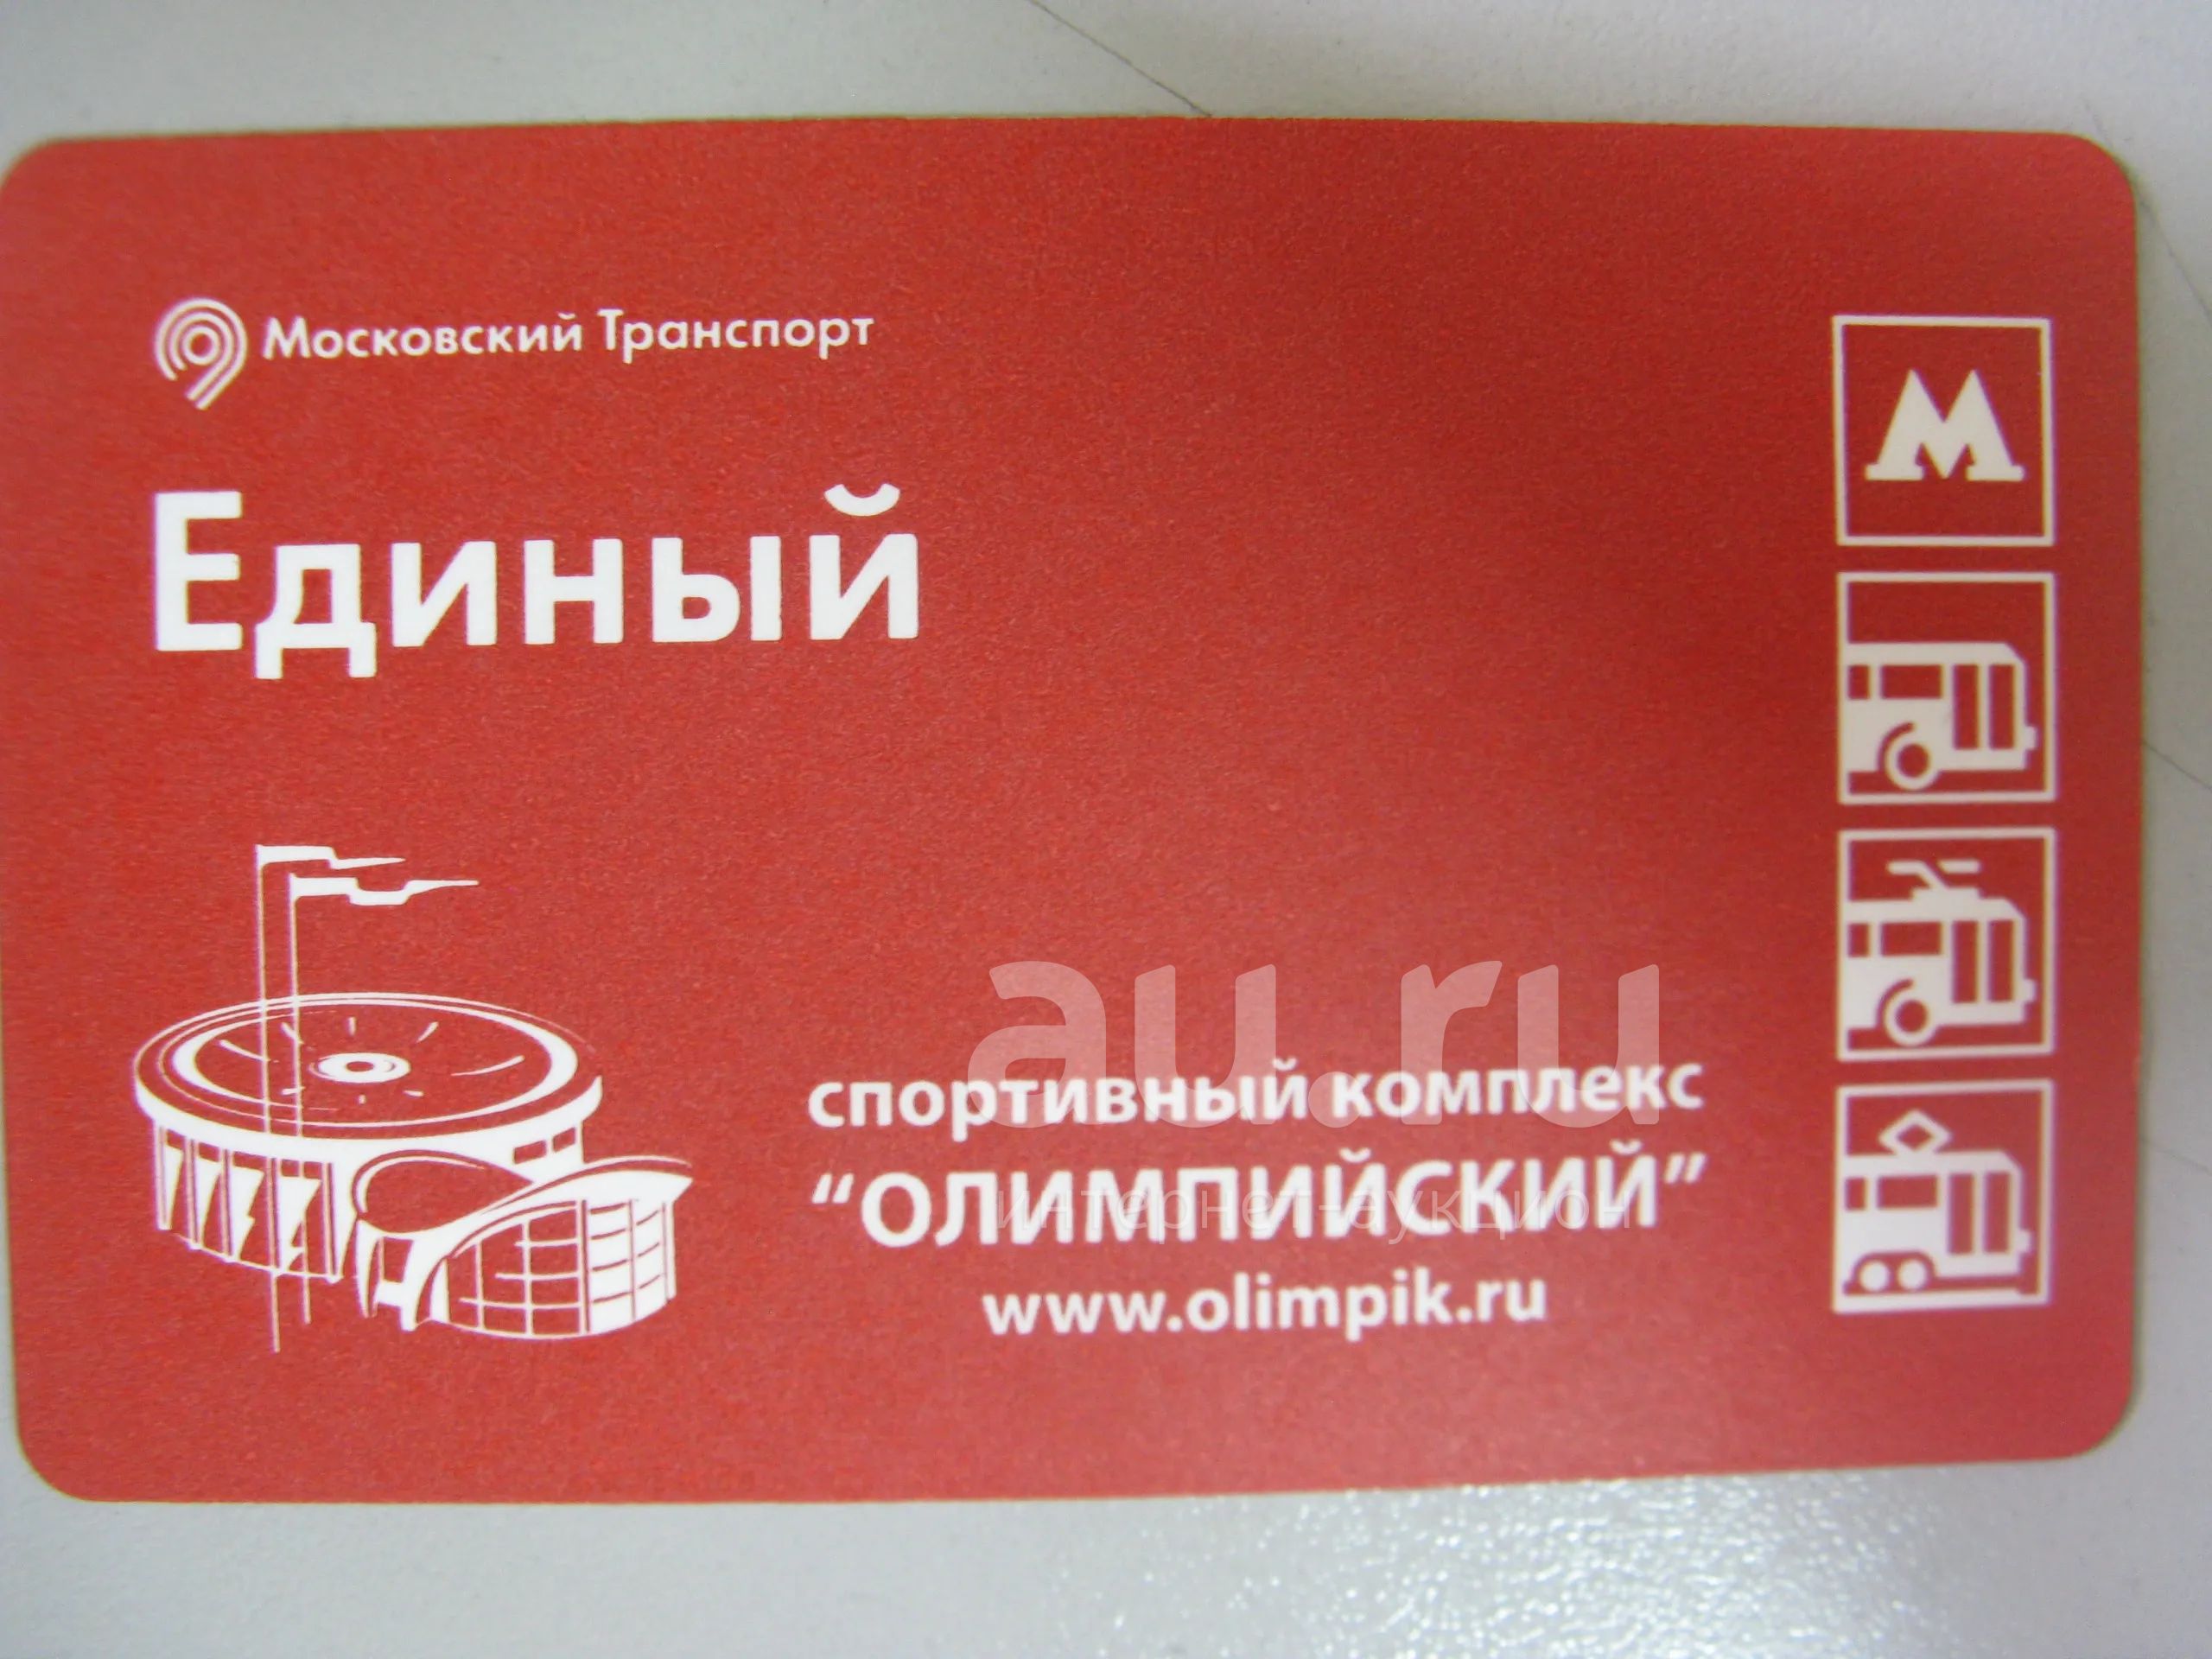 Московский Транспорт
Единый
М
au.ru
спортивный комплекс
“ОЛИМПИЙСКИЙ”
интернет-аукцион
www.olimpik.ru